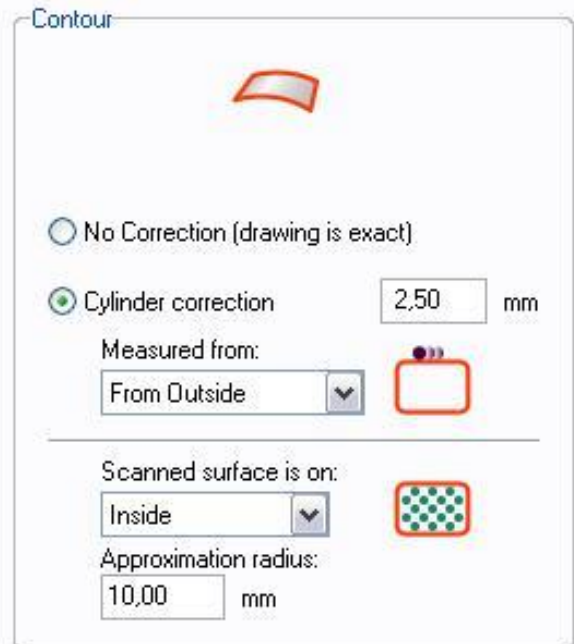 Contour
No Correction (drawing is exact)
Cylinder correction 2,50 mm
Measured from:
From Outside
Scanned surface is on:
Inside
Approximation radius:
10,00 mm